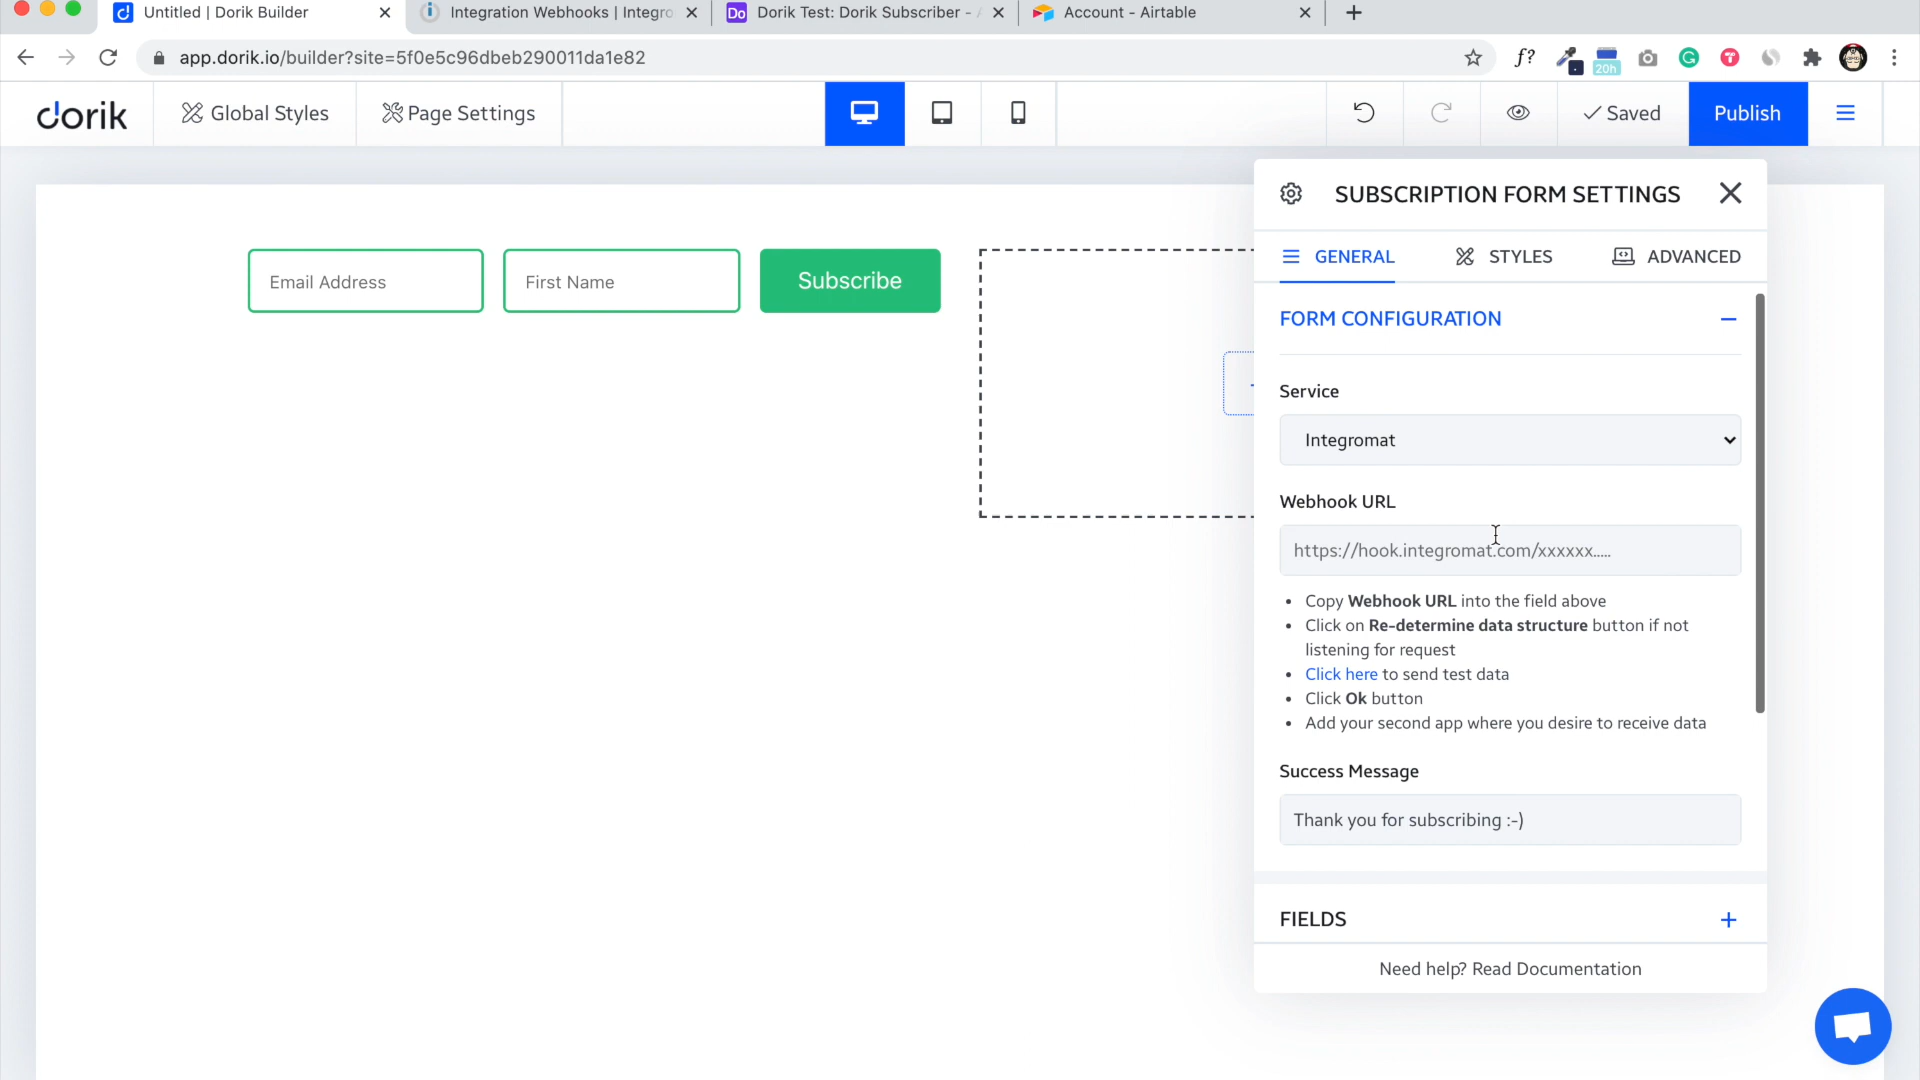 Untitled | Dorik Builder
Integration Webhooks | Integro
Dorik Test: Dorik Subscriber -
Account - Airtable
app.dorik.io/builder?site=5f0e5c96dbeb290011da1e82
f?
20h
dorik
Global Styles
Page Settings
Saved
Publish
Email Address
First Name
Subscribe
SUBSCRIPTION FORM SETTINGS
GENERAL
STYLES
ADVANCED
FORM CONFIGURATION
Service
Integromat
Webhook URL
https://hook.integromat.com/xxxxxx.....
• Copy Webhook URL into the field above
• Click on Re-determine data structure button if not
listening for request
• Click here to send test data
• Click Ok button
• Add your second app where you desire to receive data
Success Message
Thank you for subscribing :-)
FIELDS
Need help? Read Documentation